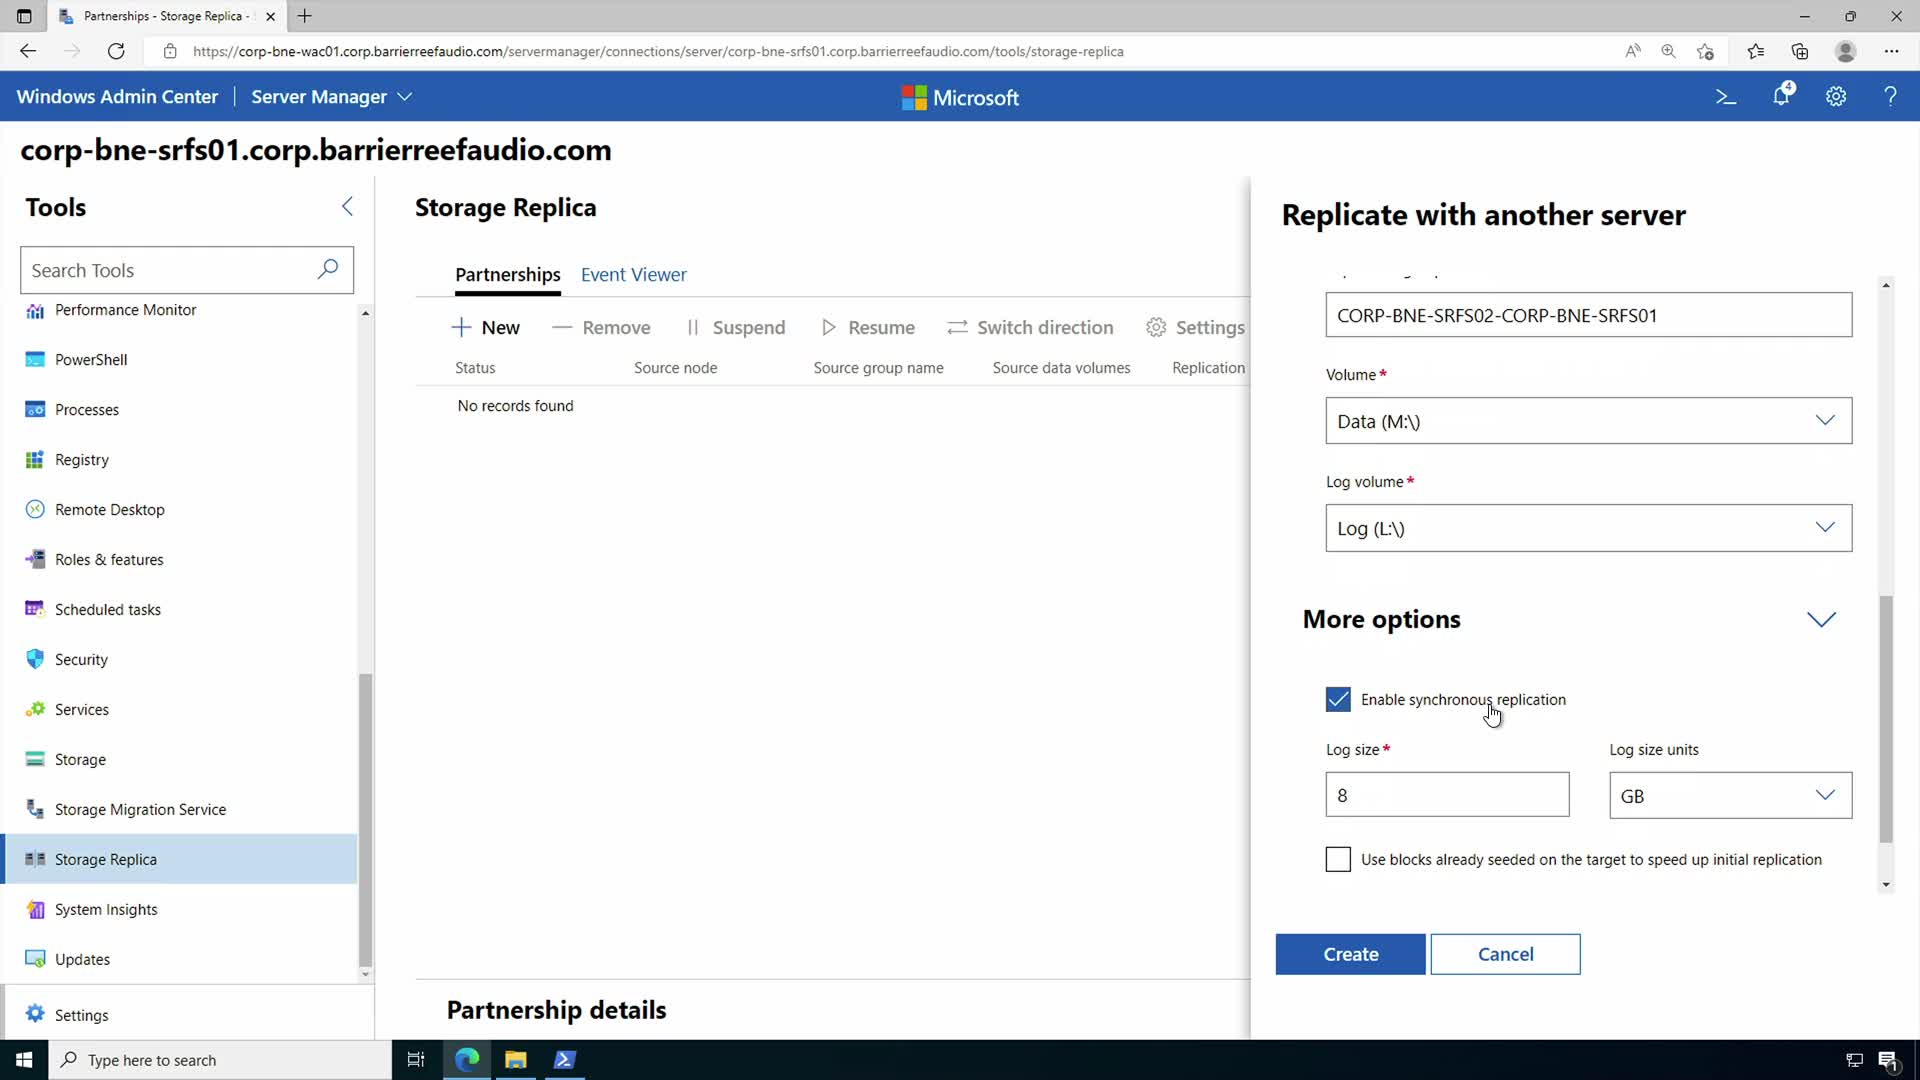 Partnerships - Storage Replica -
https://corp-bne-wac01.corp.barrierreefaudio.com/servermanager/connections/server/corp-bne-srfs01.corp.barrierreefaudio.com/tools/storage-replica
Windows Admin Center
Server Manager
Microsoft
4
corp-bne-srfs01.corp.barrierreefaudio.com
Tools
Search Tools
Performance Monitor
PowerShell
Processes
Registry
Remote Desktop
Roles & features
Scheduled tasks
Security
Services
Storage
Storage Migration Service
Storage Replica
System Insights
Updates
Settings
Storage Replica
Partnerships
Event Viewer
New
Remove
Suspend
Resume
Switch direction
Settings
Status
Source node
Source group name
Source data volumes
Replication
No records found
Partnership details
Replicate with another server
CORP-BNE-SRFS02-CORP-BNE-SRFS01
Volume*
Data (M:\)
Log volume*
Log (L:\)
More options
Enable synchronous replication
Log size*
Log size units
8
GB
Use blocks already seeded on the target to speed up initial replication
Create
Cancel
Type here to search
1